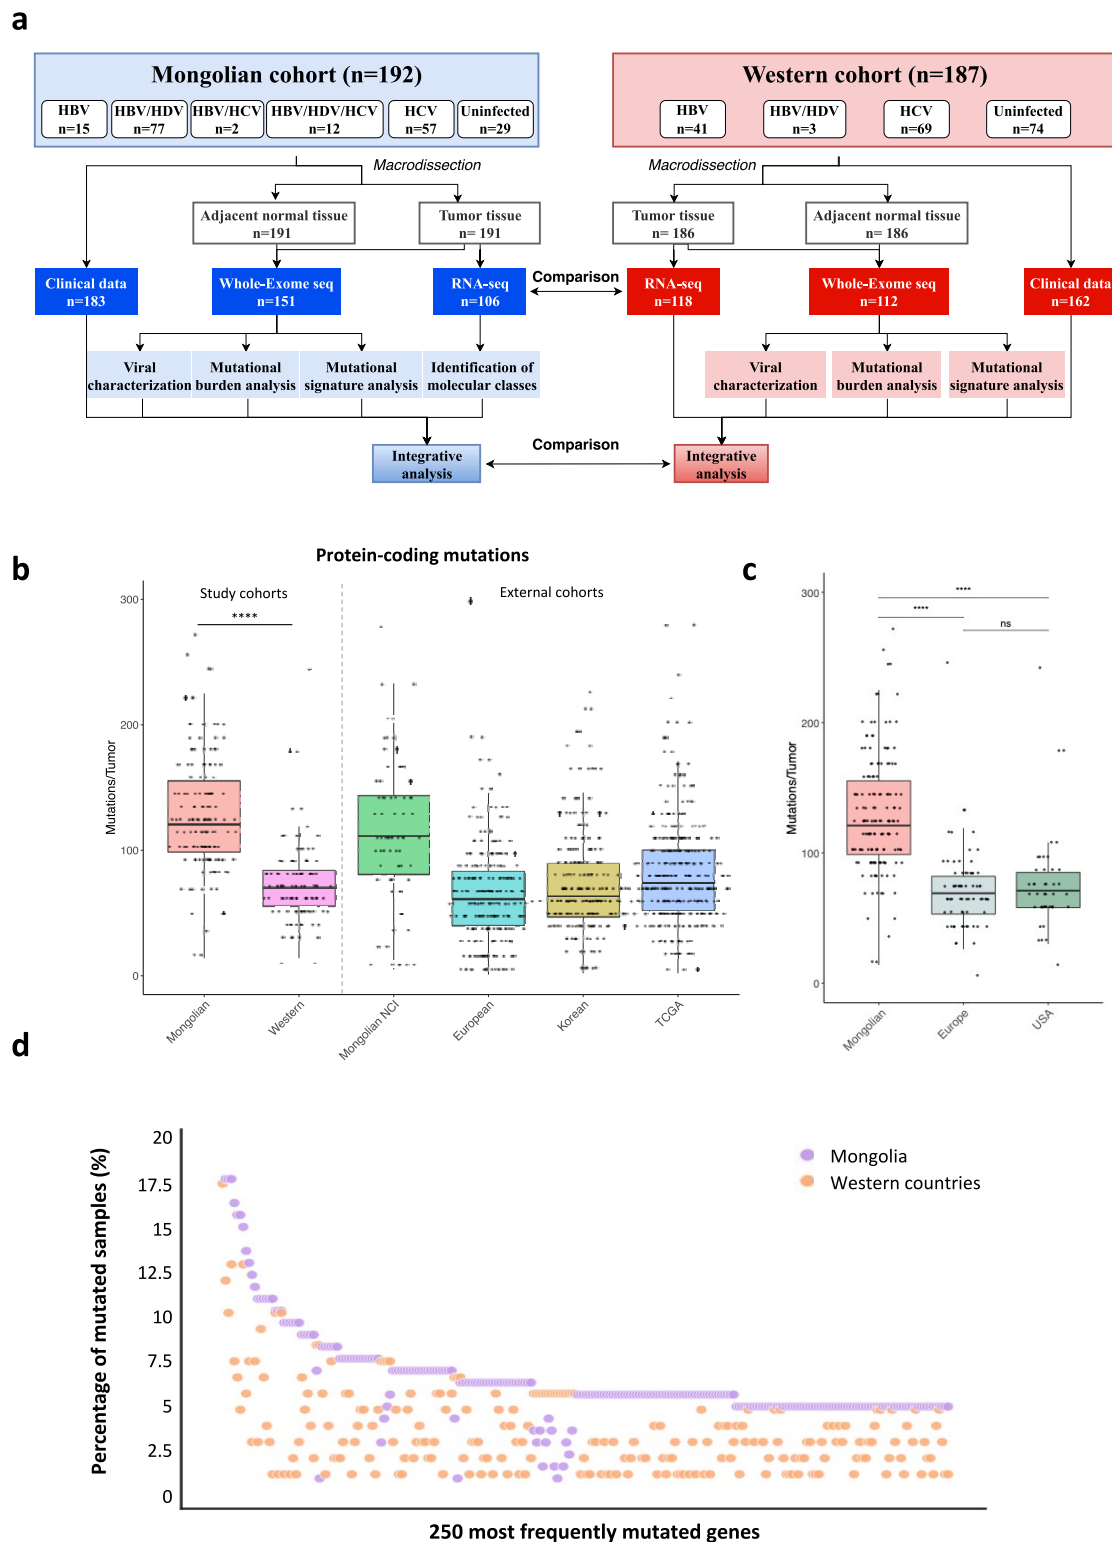 a
Mongolian cohort (n=192)
HBV
n=15
HBV/HDV
n=77
HBV/HCV
n=2
HBV/HDV/HCV
n=12
HCV
n=57
Uninfected
n=29
Western cohort (n=187)
HBV
n=41
HBV/HDV
n=3
HCV
n=69
Uninfected
n=74
Macrodissection
Macrodissection
Adjacent normal tissue
n=191
Tumor tissue
n= 191
Tumor tissue
n= 186
Adjacent normal tissue
n=186
Clinical data
n=183
Whole-Exome seq
n=151
RNA-seq
n=106
Comparison
RNA-seq
n=118
Whole-Exome seq
n=112
Clinical data
n=162
Viral
characterization
Mutational
burden analysis
Mutational
signature analysis
Identification of
molecular classes
Viral
characterization
Mutational
burden analysis
Mutational
signature analysis
Integrative
analysis
Comparison
Integrative
analysis
b
Protein-coding mutations
Study cohorts
External cohorts
****
Mutations/Tumor
300
200
100
0
Mongolian
Western
Mongolian NCI
European
Korean
TCGA
c
****
****
ns
Mutations/Tumor
300
200
100
0
Mongolian
Europe
USA
d
Percentage of mutated samples (%)
20
17.5
15
12.5
10
7.5
5
2.5
0
Mongolia
Western countries
250 most frequently mutated genes